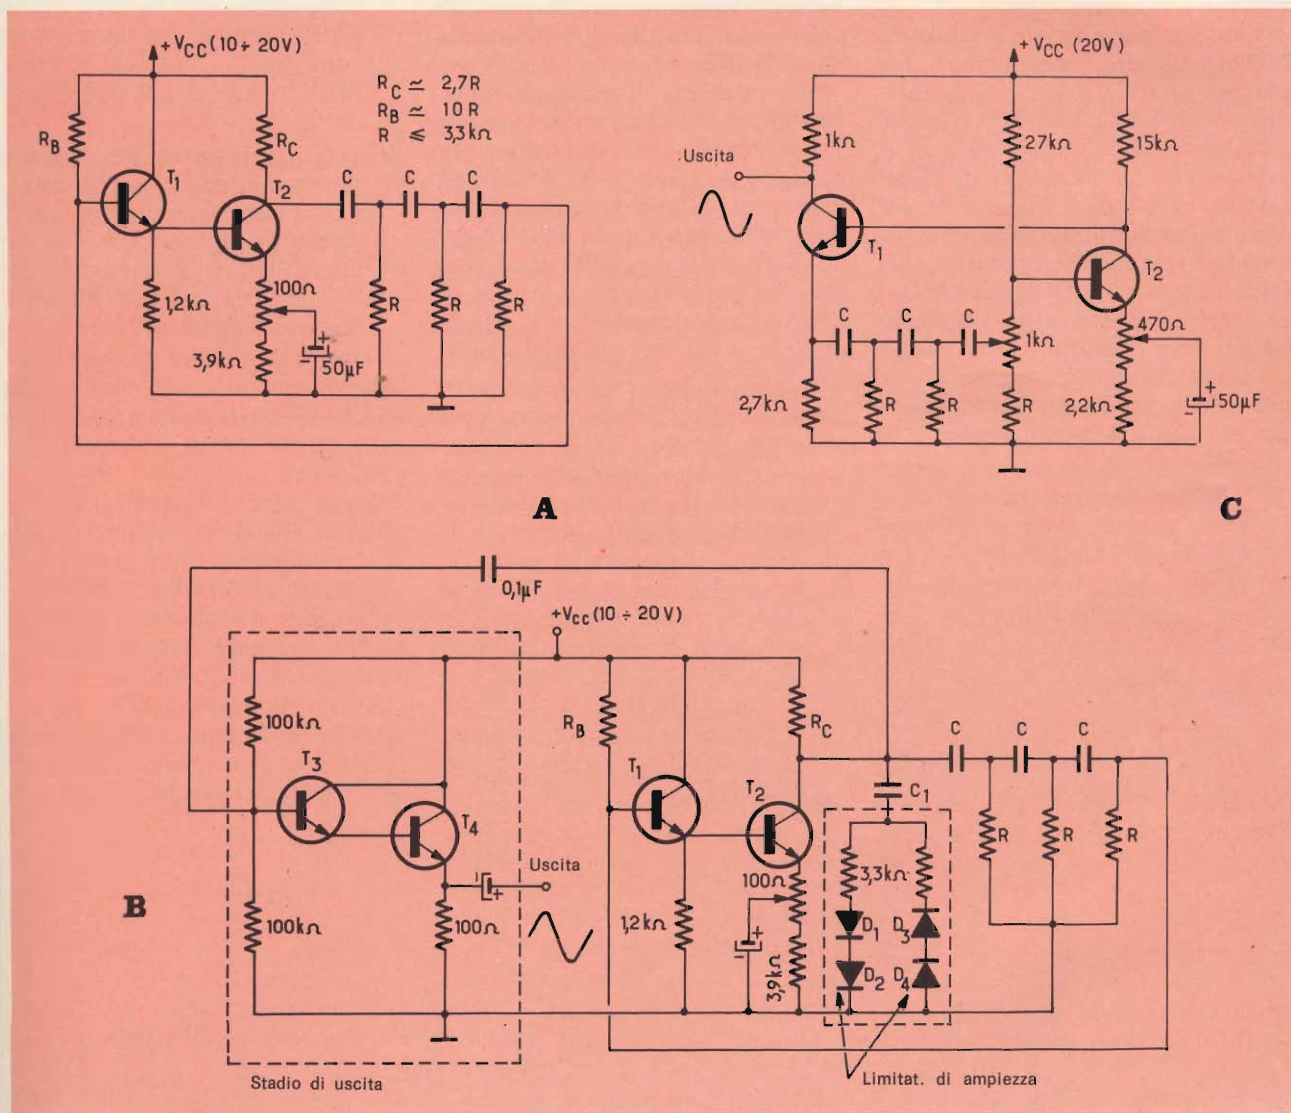 + VCC (10 ÷ 20V)
RC ≃ 2,7R
RB ≃ 10 R
R ≤ 3,3kΩ
RB
RC
T1
T2
C
C
C
1,2kΩ
100Ω
3,9kΩ
50µF
R
R
R
A
+ VCC (20V)
1kΩ
27kΩ
15kΩ
Uscita
T1
T2
C
C
C
1kΩ
470Ω
2,7kΩ
R
R
R
2,2kΩ
50µF
C
0,1µF
+VCC (10 ÷ 20 V)
100kΩ
RB
RC
C
C
C
T3
T1
T2
C1
T4
Uscita
100Ω
3,3kΩ
R
R
R
B
100kΩ
100Ω
1,2kΩ
3,9kΩ
D1
D3
D2
D4
Stadio di uscita
Limitat. di ampiezza